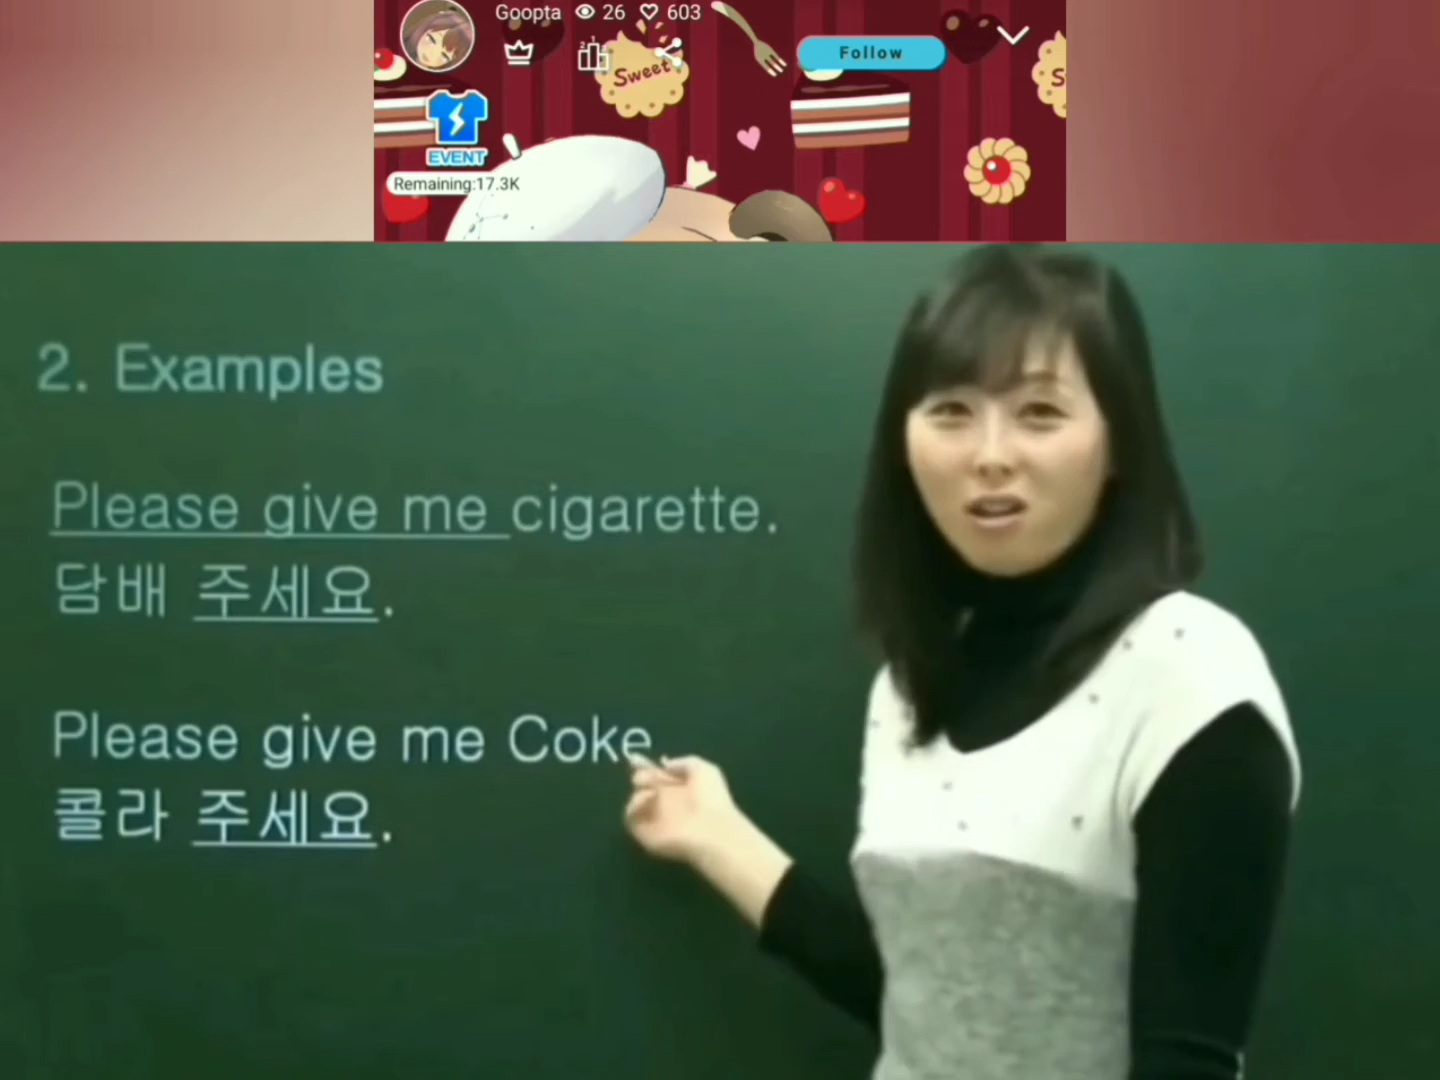 Goopta 26 603
Follow
Sweet
S
EVENT
Remaining:17.3K
2. Examples
Please give me cigarette.
담배 주세요.
Please give me Coke.
콜라 주세요.